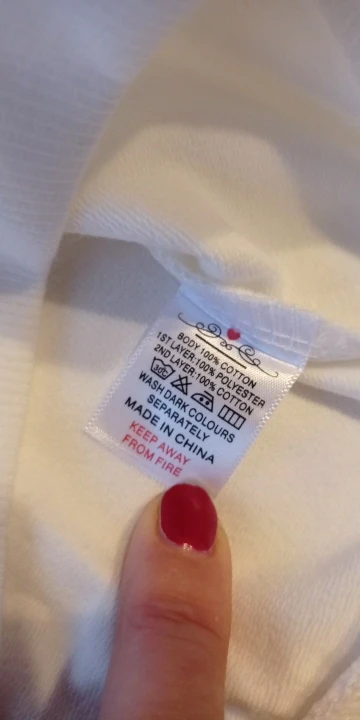 BODY 100% COTTON
1ST LAYER:100% POLYESTER
2ND LAYER:100% COTTON
30°
WASH DARK COLOURS
SEPARATELY
MADE IN CHINA
KEEP AWAY
FROM FIRE